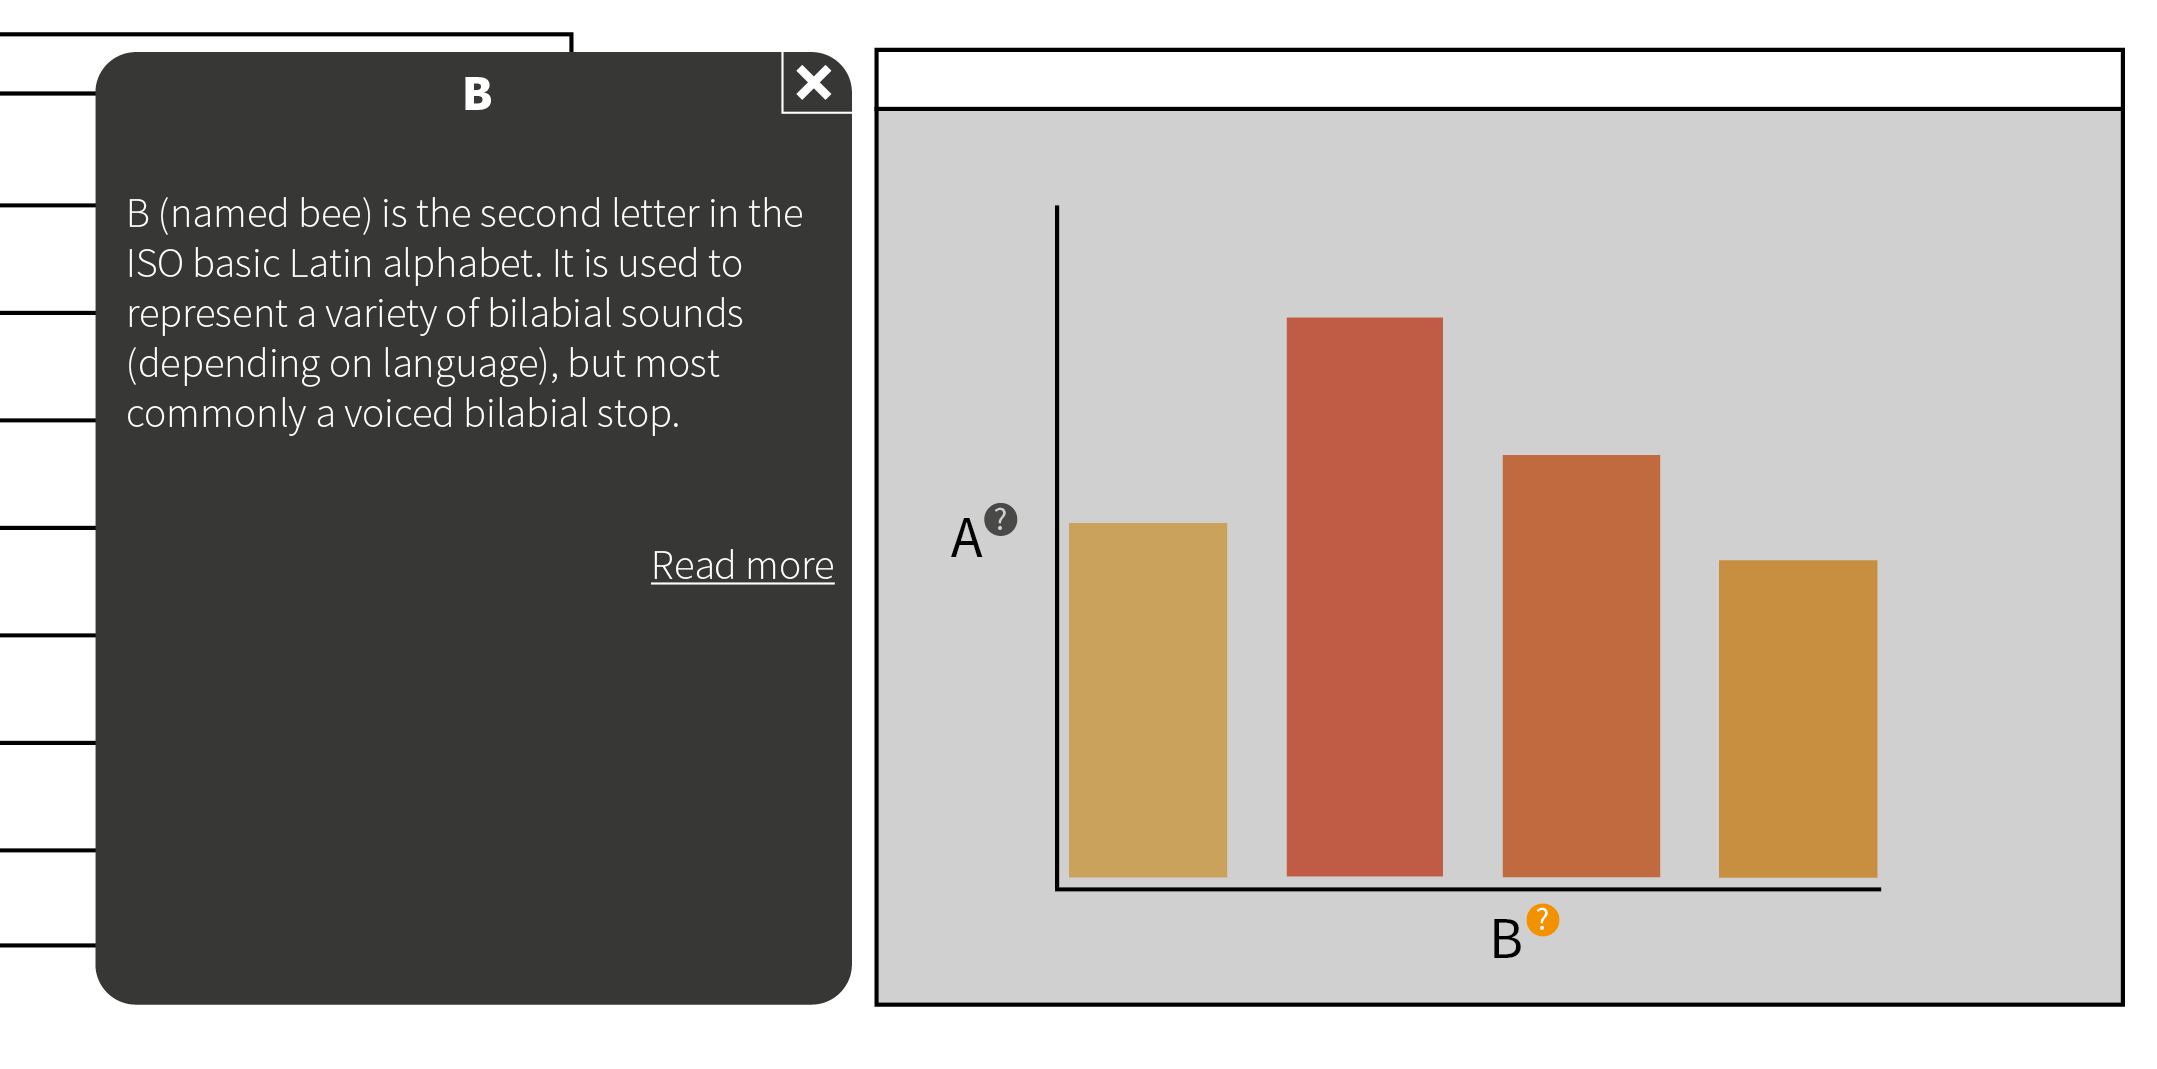 B
B (named bee) is the second letter in the
ISO basic Latin alphabet. It is used to
represent a variety of bilabial sounds
(depending on language), but most
commonly a voiced bilabial stop.
Read more
A ?
B ?